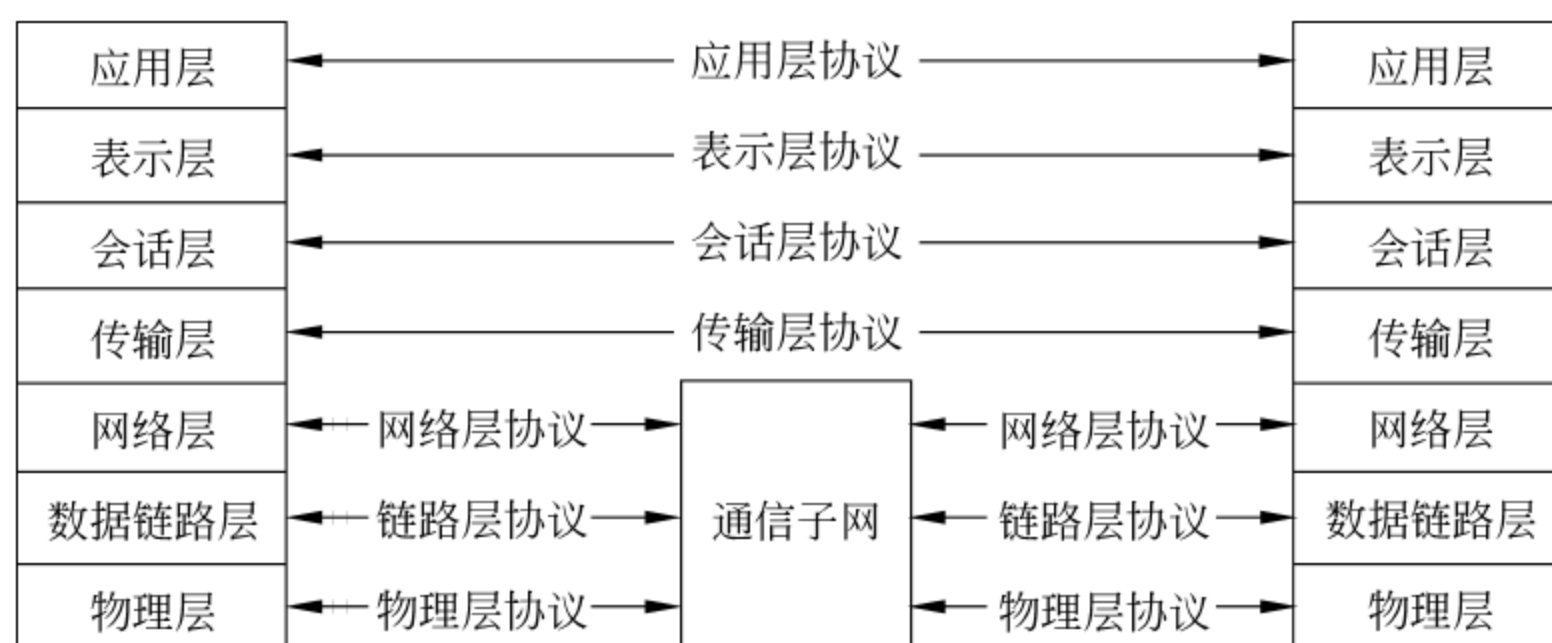 应用层 应用层协议 应用层
表示层 表示层协议 表示层
会话层 会话层协议 会话层
传输层 传输层协议 传输层
网络层 网络层协议 网络层协议 网络层
数据链路层 链路层协议 通信子网 链路层协议 数据链路层
物理层 物理层协议 物理层协议 物理层